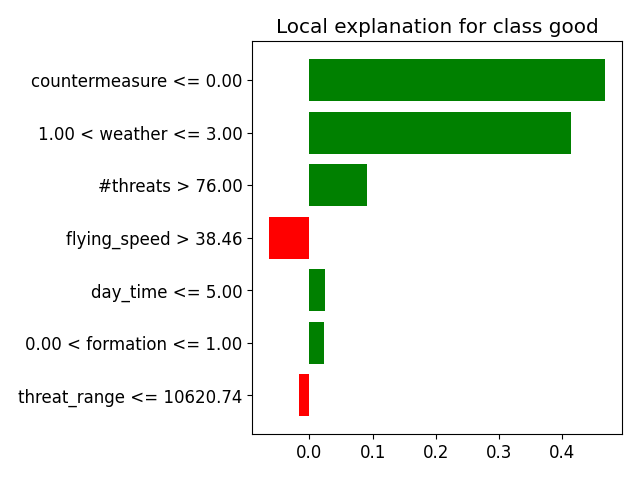 Local explanation for class good
countermeasure <= 0.00
1.00 < weather <= 3.00
#threats > 76.00
flying_speed > 38.46
day_time <= 5.00
0.00 < formation <= 1.00
threat_range <= 10620.74
0.0 0.1 0.2 0.3 0.4